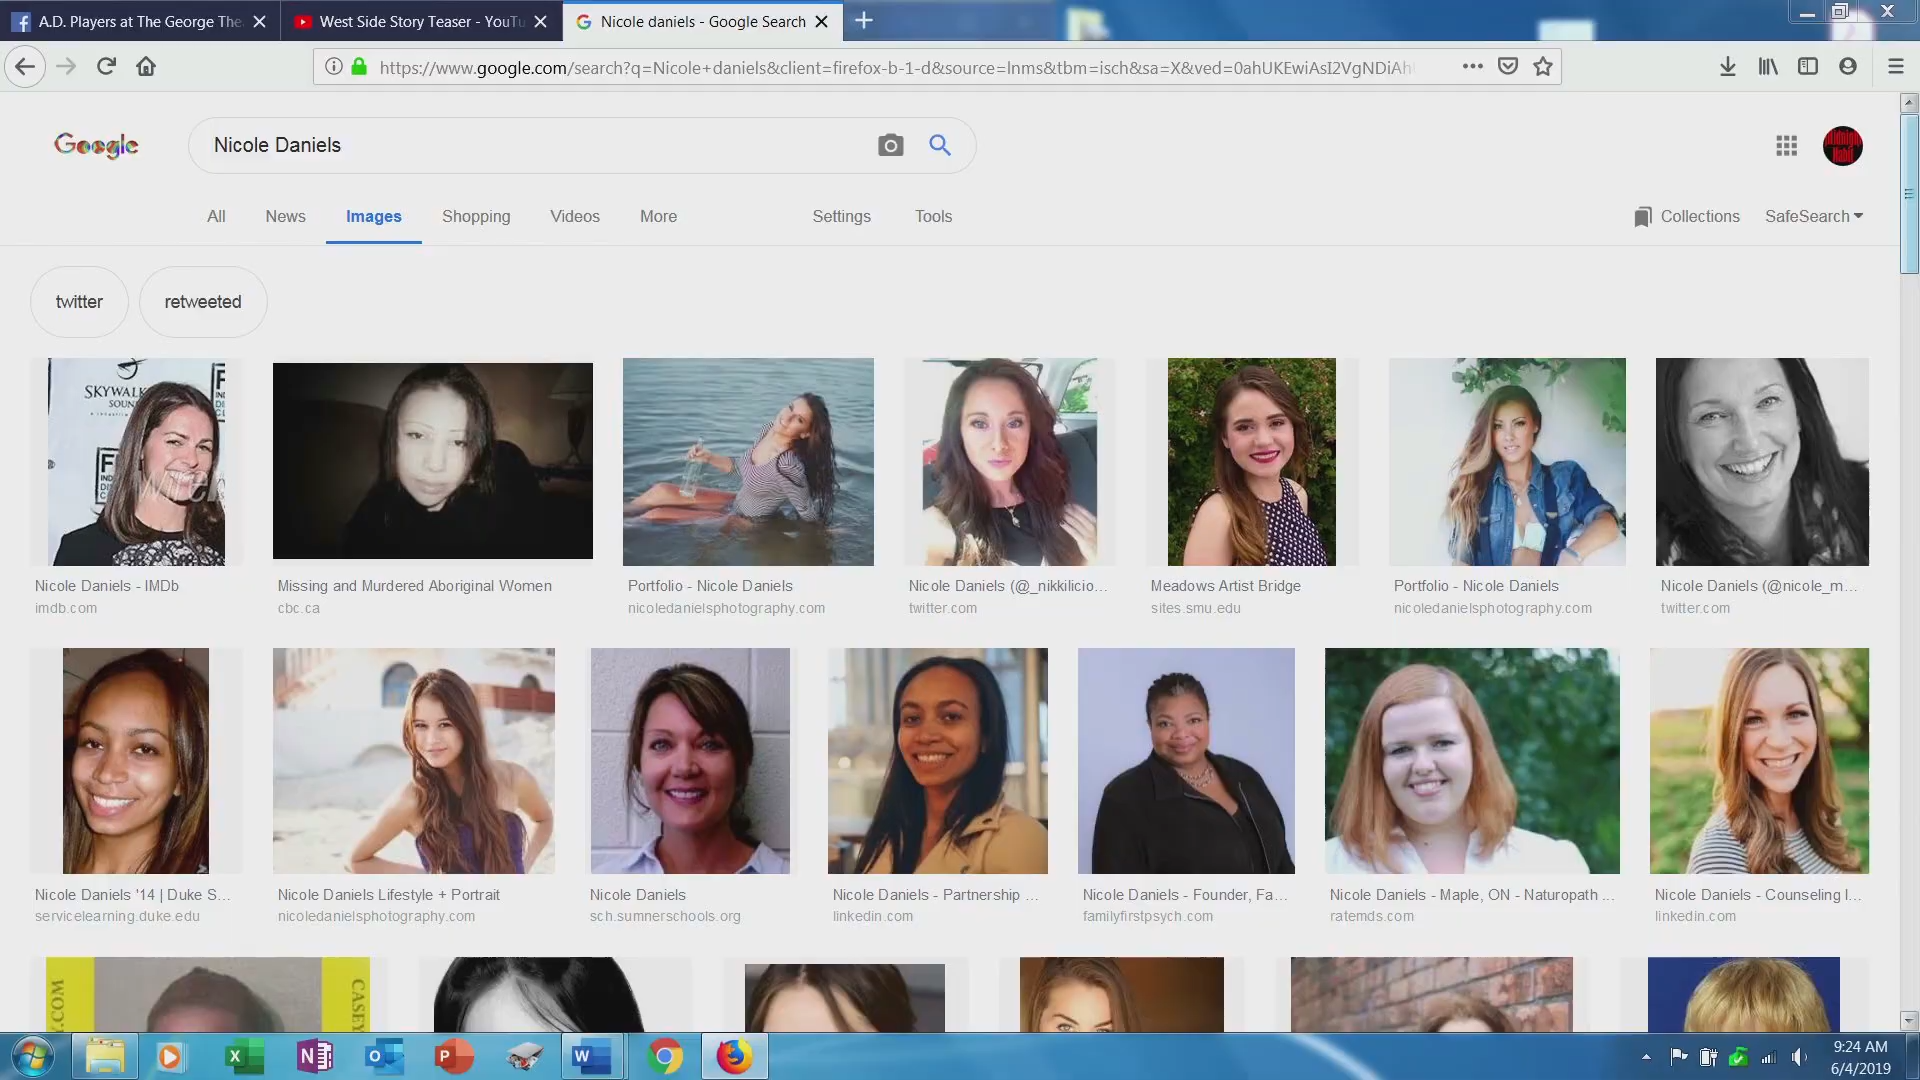 A.D. Players at The George The
West Side Story Teaser - YouTu
Nicole daniels - Google Search
https://www.google.com/search?q=Nicole+daniels&client=firefox-b-1-d&source=lnms&tbm=isch&sa=X&ved=0ahUKEwiAsI2VgNDiAh
Google
Nicole Daniels
Midnight
Habit
All
News
Images
Shopping
Videos
More
Settings
Tools
Collections
SafeSearch
twitter
retweeted
SKYWALK
SOUN
Nicole Daniels - IMDb
imdb.com
Missing and Murdered Aboriginal Women
cbc.ca
Portfolio - Nicole Daniels
nicoledanielsphotography.com
Nicole Daniels (@_nikkilicio...
twitter.com
Meadows Artist Bridge
sites.smu.edu
Portfolio - Nicole Daniels
nicoledanielsphotography.com
Nicole Daniels (@nicole_m...
twitter.com
Nicole Daniels '14 | Duke S...
servicelearning.duke.edu
Nicole Daniels Lifestyle + Portrait
nicoledanielsphotography.com
Nicole Daniels
sch.sumnerschools.org
Nicole Daniels - Partnership ...
linkedin.com
Nicole Daniels - Founder, Fa...
familyfirstpsych.com
Nicole Daniels - Maple, ON - Naturopath ...
ratemds.com
Nicole Daniels - Counseling I...
linkedin.com
Y.COM
CASEY
9:24 AM
6/4/2019